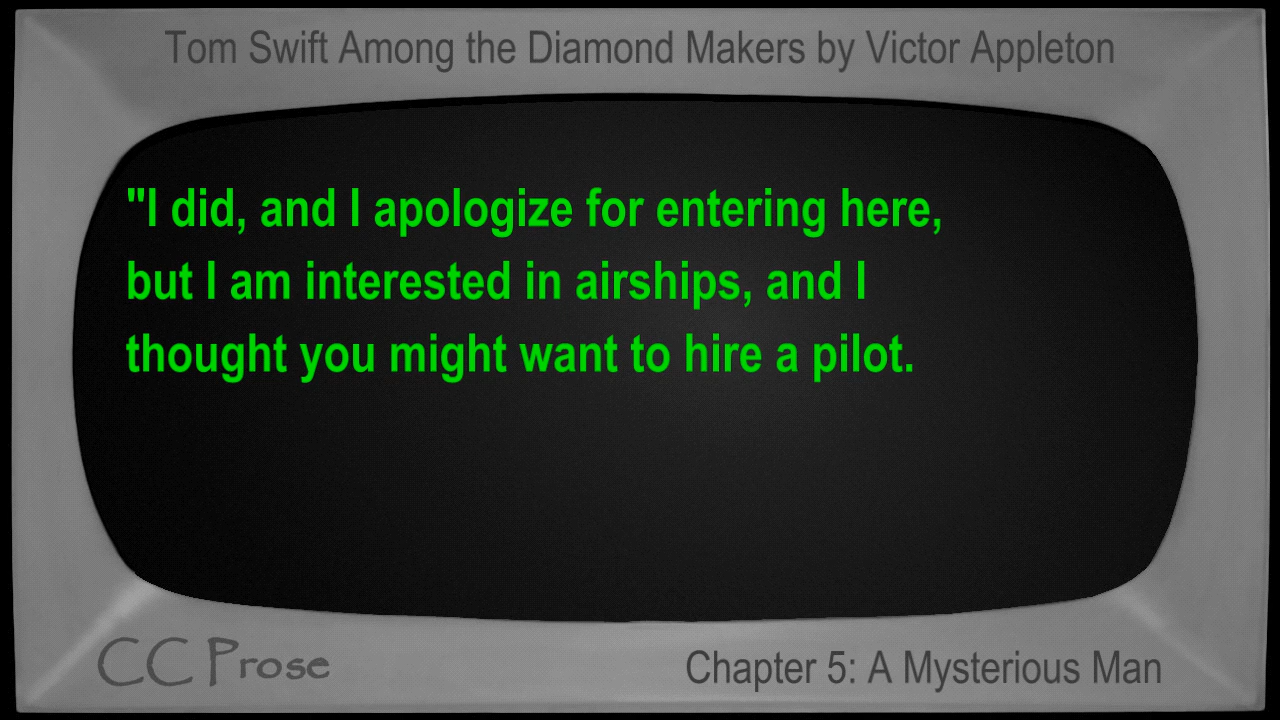 Tom Swift Among the Diamond Makers by Victor Appleton
"I did, and I apologize for entering here,
but I am interested in airships, and I
thought you might want to hire a pilot.
CC Prose
Chapter 5: A Mysterious Man